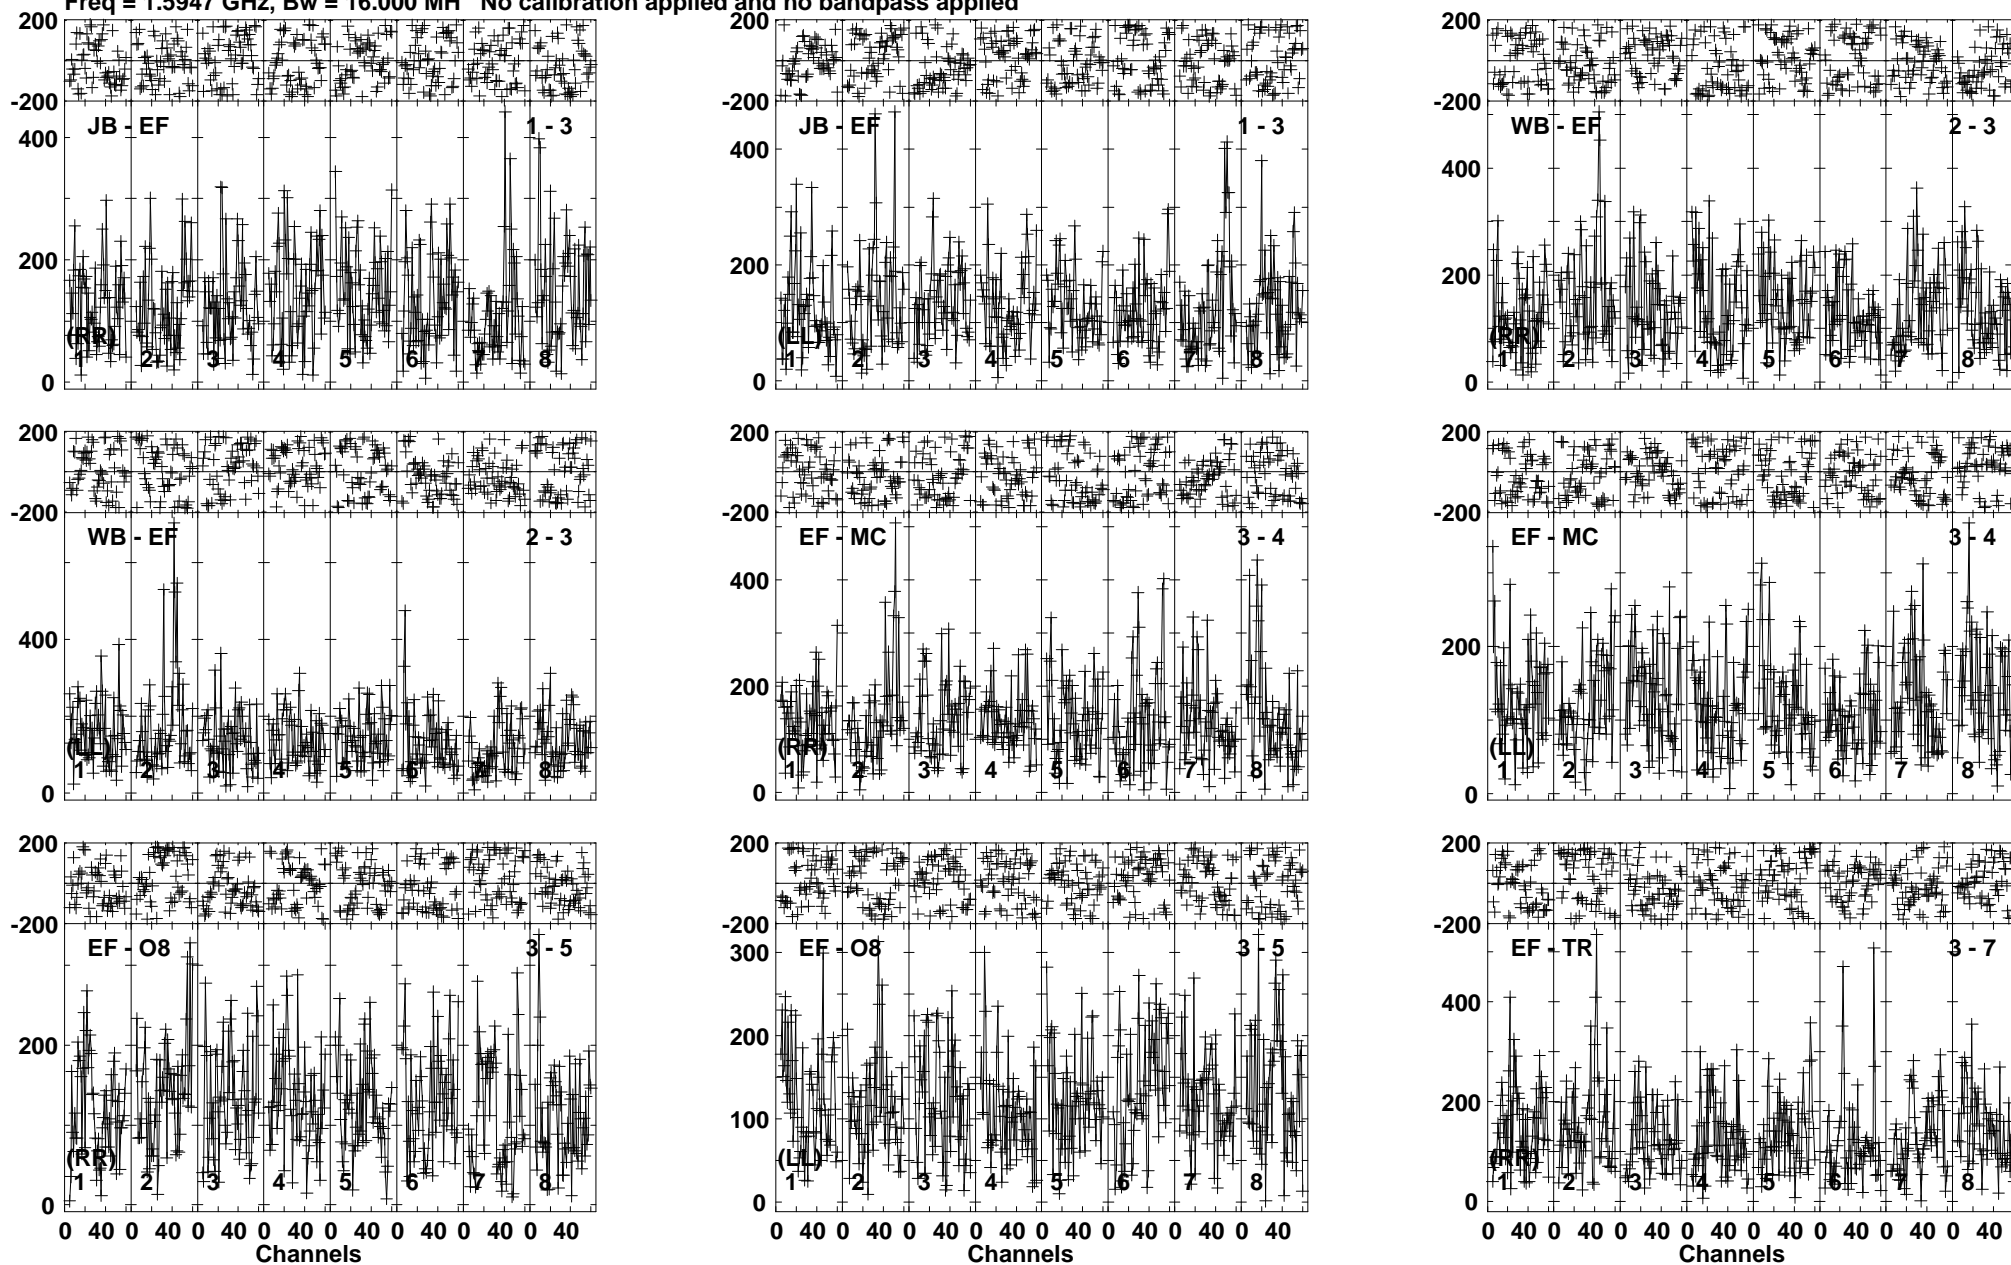 Freq = 1.5947 GHz, Bw = 16.000 MH No calibration applied and no bandpass applied
200 200 200
-200 -200 -200
JB - EF 1 - 3 JB - EF 1 - 3 WB - EF 2 - 3
400 400 400
200 200 200
(RR) (LL) (RR)
1 2 3 4 5 6 7 8 1 2 3 4 5 6 7 8 1 2 3 4 5 6 7 8
0 0 0
200 200 200
-200 -200 -200
WB - EF 2 - 3 EF - MC 3 - 4 EF - MC 3 - 4
400 400 200
200
(LL) (RR) (LL)
1 2 3 4 5 6 7 8 1 2 3 4 5 6 7 8 1 2 3 4 5 6 7 8
0 0 0
200 200 200
-200 -200 -200
EF - O8 3 - 5 EF - O8 3 - 5 EF - TR 3 - 7
300 400
200 200 200
100
(RR) (LL) (RR)
1 2 3 4 5 6 7 8 1 2 3 4 5 6 7 8 1 2 3 4 5 6 7 8
0 0 0
0 40 0 40 0 40 0 40 0 40 0 40 0 40 0 40 0 40 0 40 0 40 0 40 0 40 0 40 0 40 0 40 0 40 0 40 0 40 0 40 0 40 0 40 0 40 0 40
Channels Channels Channels